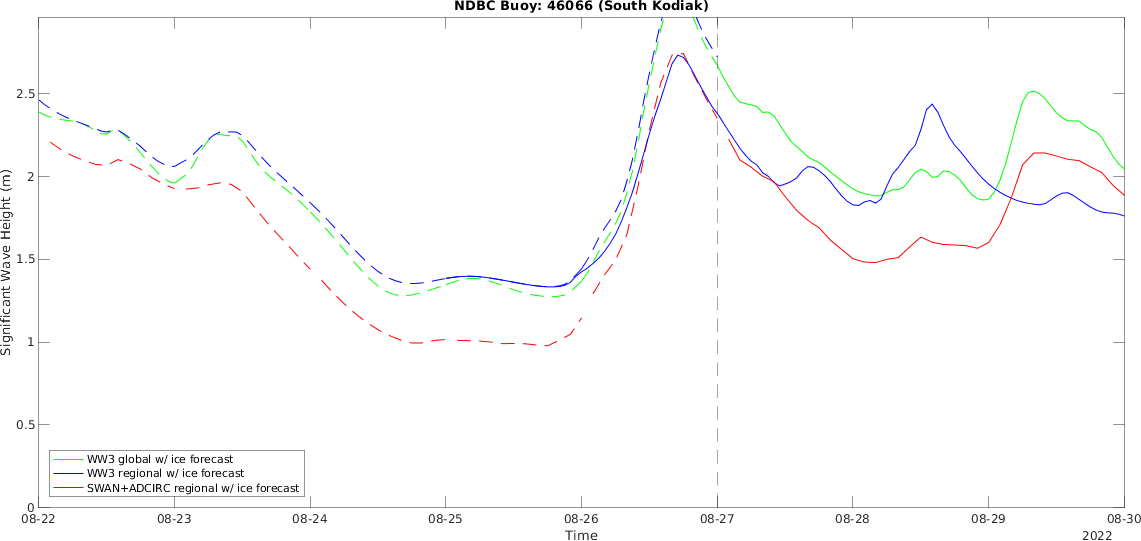 NDBC Buoy: 46066 (South Kodiak)
Significant Wave Height (m)
2.5
2
1.5
1
0.5
0
WW3 global w/ ice forecast
WW3 regional w/ ice forecast
SWAN+ADCIRC regional w/ ice forecast
08-22 08-23 08-24 08-25 08-26 08-27 08-28 08-29 08-30
Time
2022